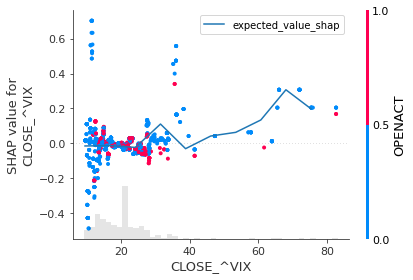 expected_value_shap
0.6
0.4
0.2
0.0
−0.2
−0.4
SHAP value for
CLOSE_^VIX
20
40
60
80
CLOSE_^VIX
1.0
0.5
0.0
OPENACT